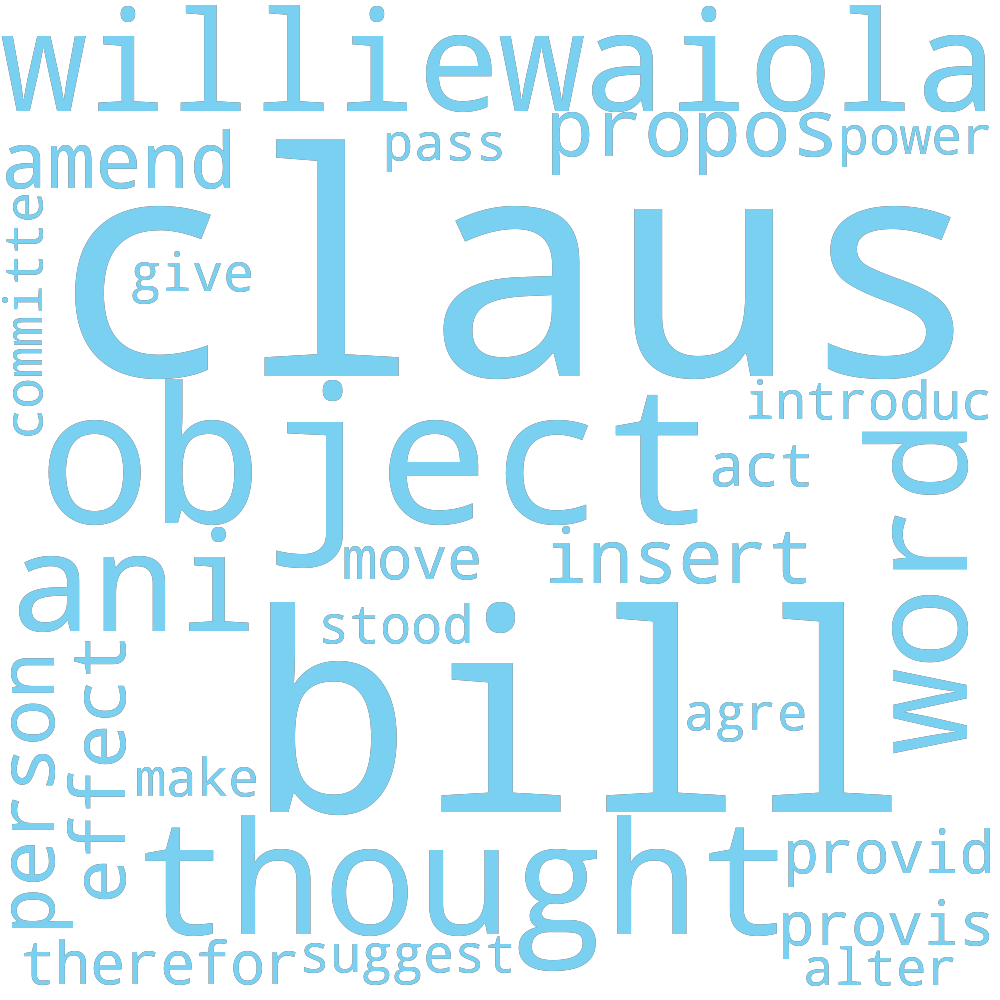 williewaiola
amend
pass
propos
power
committe
claus
give
introduc
object
act
word
move
insert
ani
stood
bill
person
effect
agre
make
thought
provid
provis
therefor
suggest
alter